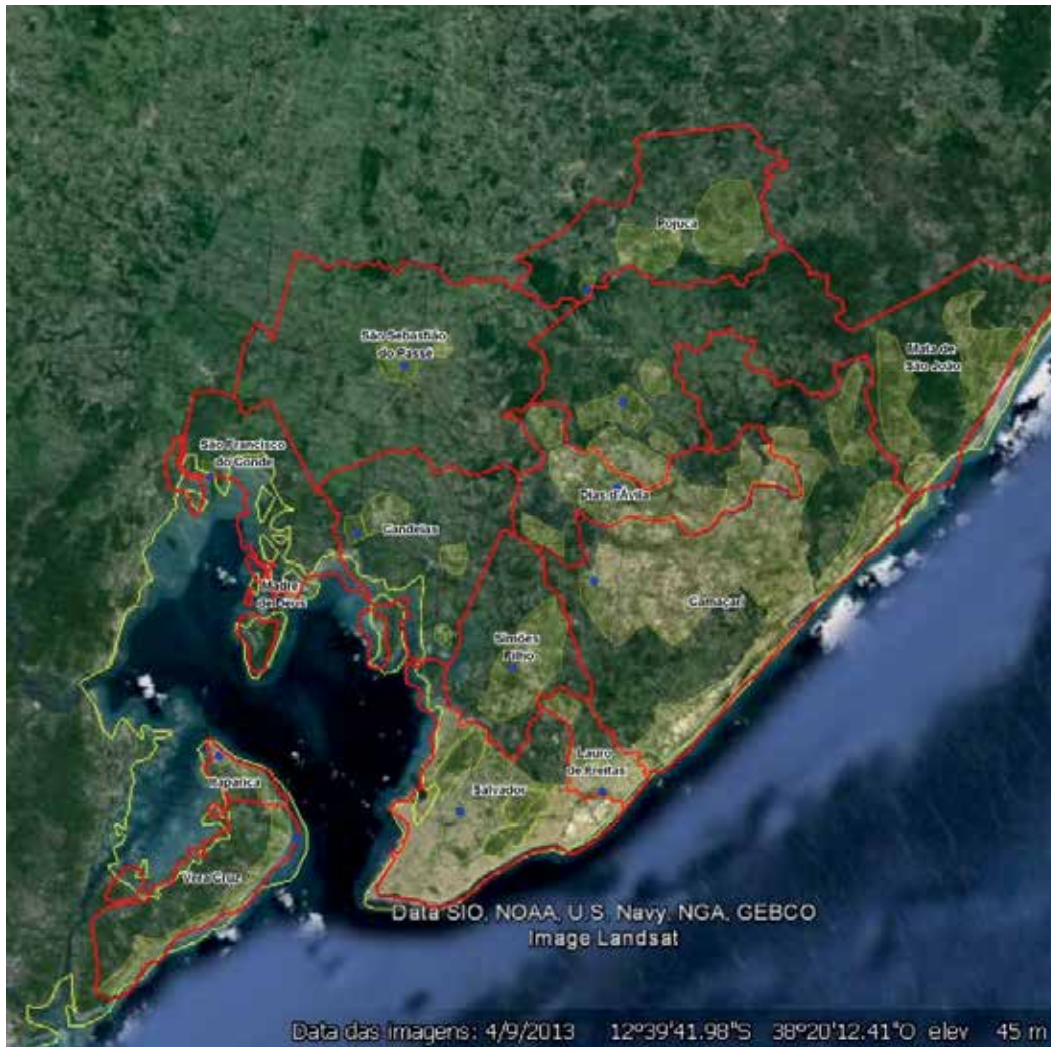 Pojuca
São Sebastião
do Passé
Mata de
São João
São Francisco
do Conde
Dias d'Ávila
Candeias
Madre
de Deus
Camaçari
Simões
Filho
Lauro
de Freitas
Itaparica
Salvador
Vera Cruz
Data SIO, NOAA, U.S. Navy, NGA, GEBCO
Image Landsat
Data das imagens: 4/9/2013 12°39'41.98"S 38°20'12.41"O elev 45 m